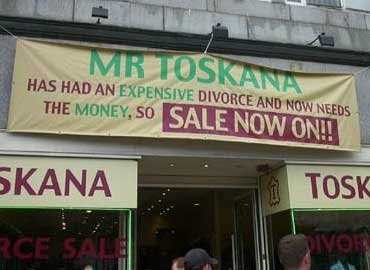 MR TOSKANA
HAS HAD AN EXPENSIVE DIVORCE AND NOW NEEDS
THE MONEY, SO SALE NOW ON!!
SKANA
TOSK
ORCE SALE
DIVOR